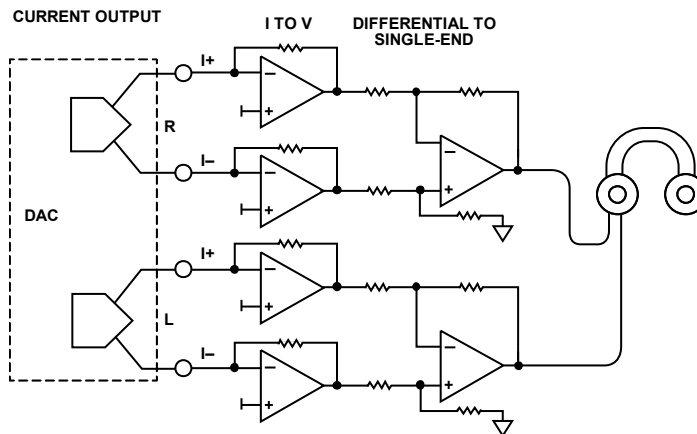 CURRENT OUTPUT
I TO V
DIFFERENTIAL TO
SINGLE-END
I+
R
I–
DAC
I+
L
I–
−
+
−
+
−
+
−
+
−
+
−
+